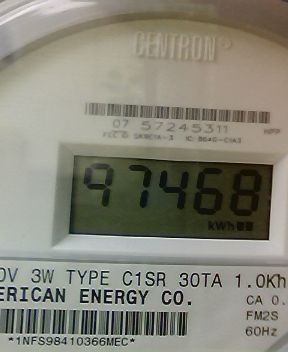 CENTRON®
07 57245311 HPP
97468
kWh
0V 3W TYPE C1SR 30TA 1.0Kh
ERICAN ENERGY CO. CA 0.
FM2S
60Hz
*1NFS98410366MEC*